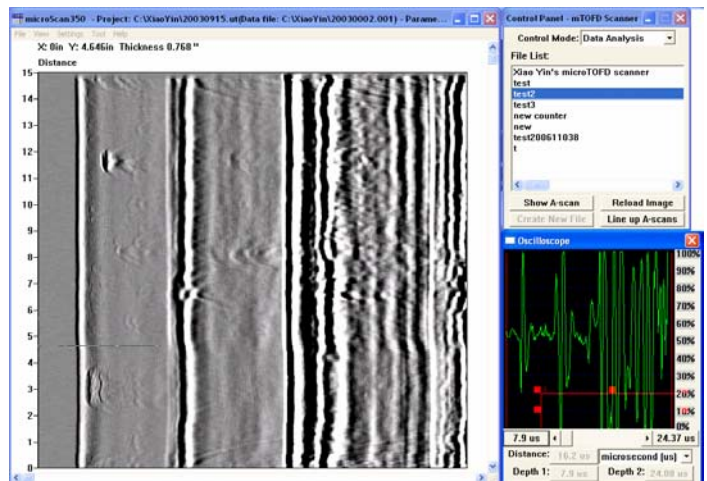 microScan350 - Project: C:\XiaoYin\20030915.ut(Data file: C:\XiaoYin\20030002.001) - Parame...
File View Settings Tool Help
X: 0in Y: 4.646in Thickness 0.768 "
Distance
15
14
13
12
11
10
9
8
7
6
5
4
3
2
1
0
Control Panel - mTOFD Scanner
Control Mode: Data Analysis
File List:
Xiao Yin's microTOFD scanner
test
test2
test3
new counter
new
test200611038
t
Show A-scan Reload Image
Create New File Line up A-scans
Oscilloscope
100%
90%
80%
70%
60%
50%
40%
30%
20%
10%
0%
7.9 us 24.37 us
Distance: 16.2 us microsecond (us)
Depth 1: 7.9 us Depth 2: 24.08 us